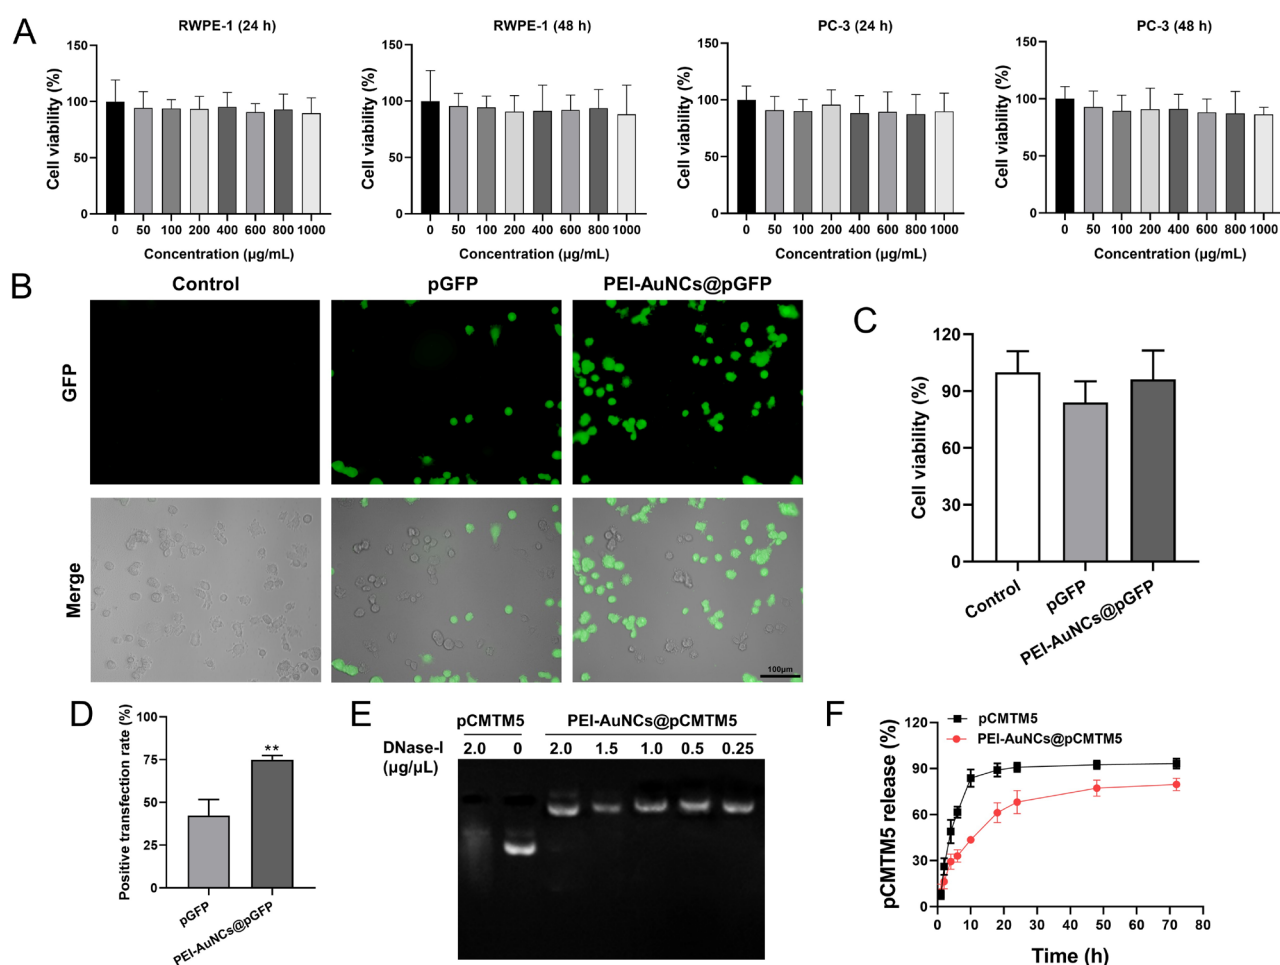 A
RWPE-1 (24 h)
Cell viability (%)
150
100
50
0
0 50 100 200 400 600 800 1000
Concentration (μg/mL)
RWPE-1 (48 h)
Cell viability (%)
150
100
50
0
0 50 100 200 400 600 800 1000
Concentration (μg/mL)
PC-3 (24 h)
Cell viability (%)
150
100
50
0
0 50 100 200 400 600 800 1000
Concentration (μg/mL)
PC-3 (48 h)
Cell viability (%)
150
100
50
0
0 50 100 200 400 600 800 1000
Concentration (μg/mL)
B
Control pGFP PEI-AuNCs@pGFP
GFP
Merge
100μm
C
Cell viability (%)
120
90
60
30
0
Control
pGFP
PEI-AuNCs@pGFP
D
Positive transfection rate (%)
100
75
50
25
0
**
pGFP
PEI-AuNCs@pGFP
E
pCMTM5 PEI-AuNCs@pCMTM5
DNase-I 2.0 0 2.0 1.5 1.0 0.5 0.25
(μg/μL)
F
pCMTM5 release (%)
120
90
60
30
0
pCMTM5
PEI-AuNCs@pCMTM5
0 10 20 30 40 50 60 70 80
Time (h)